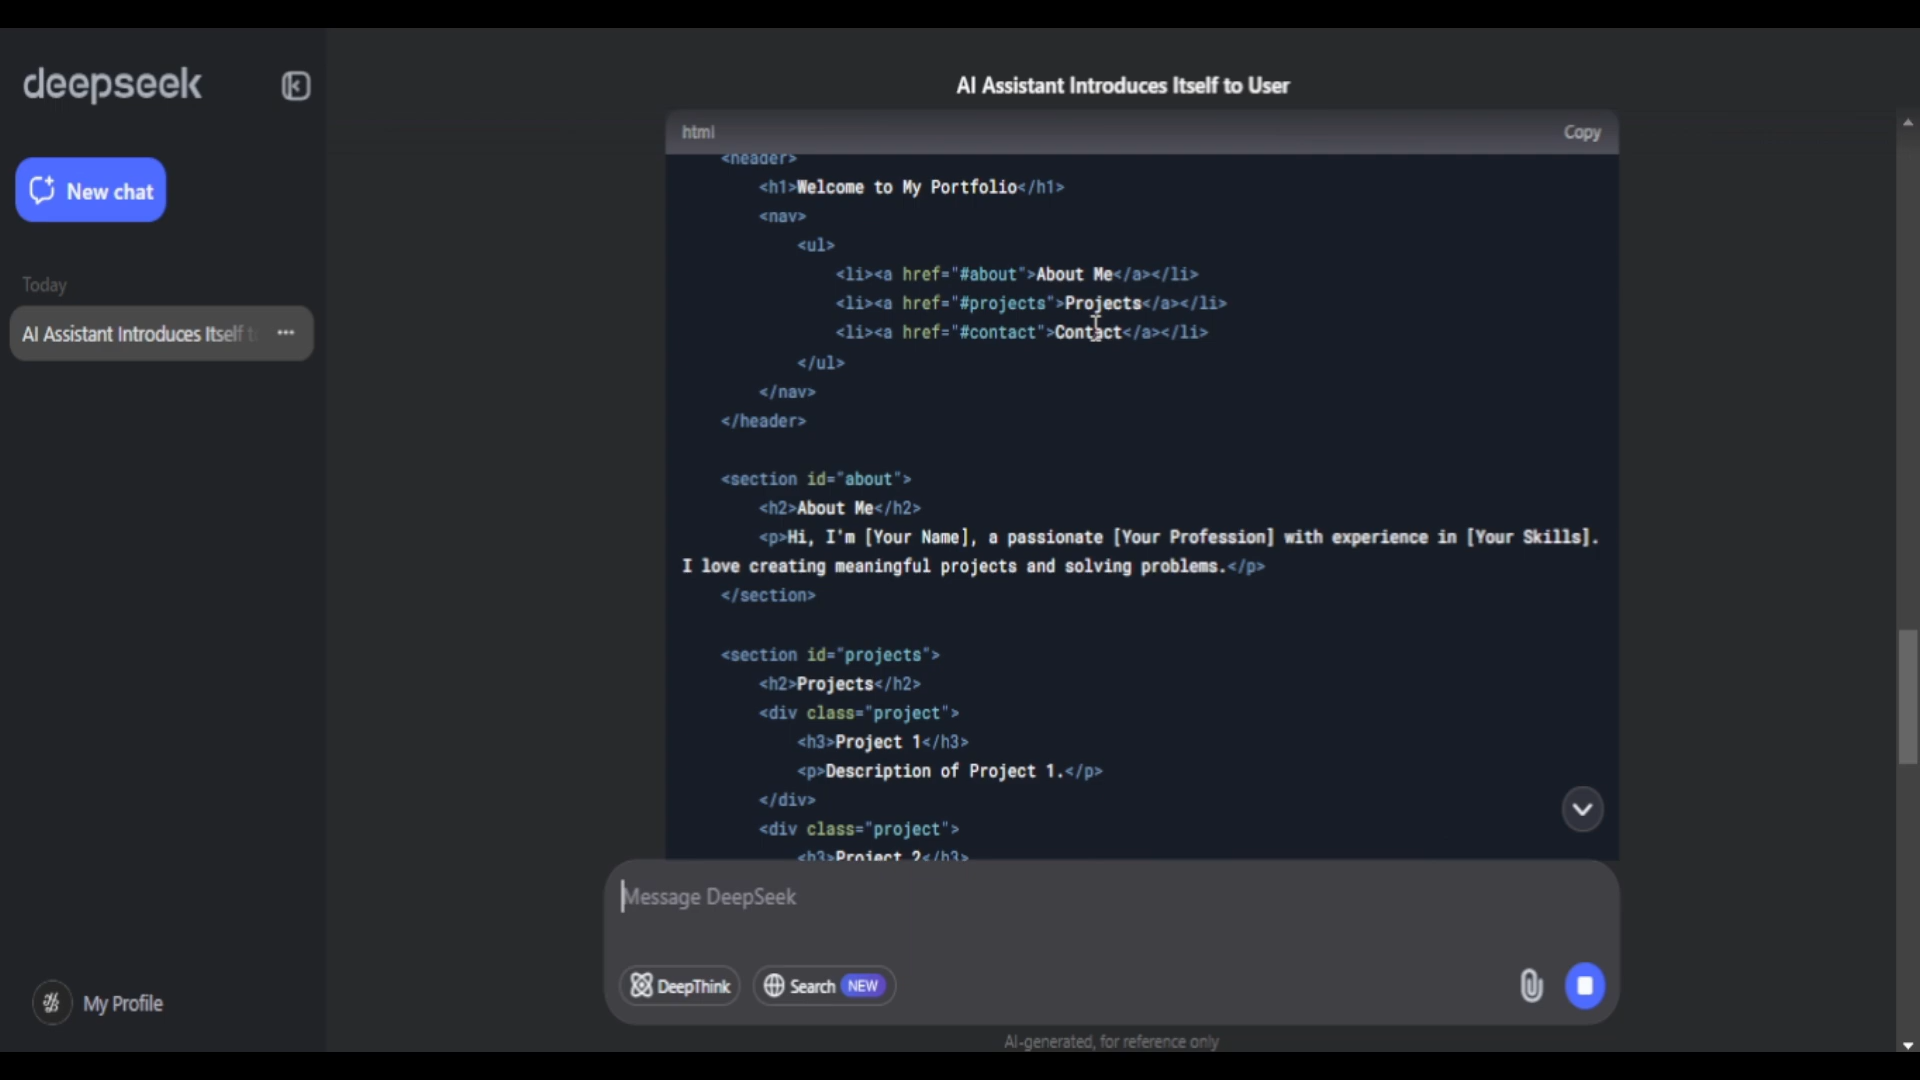 deepseek
New chat
Today
AI Assistant Introduces Itself to
My Profile
AI Assistant Introduces Itself to User
html
Copy
<header>
<h1>Welcome to My Portfolio</h1>
<nav>
<ul>
<li><a href="#about">About Me</a></li>
<li><a href="#projects">Projects</a></li>
<li><a href="#contact">Contact</a></li>
</ul>
</nav>
</header>
<section id="about">
<h2>About Me</h2>
<p>Hi, I'm [Your Name], a passionate [Your Profession] with experience in [Your Skills].
I love creating meaningful projects and solving problems.</p>
</section>
<section id="projects">
<h2>Projects</h2>
<div class="project">
<h3>Project 1</h3>
<p>Description of Project 1.</p>
</div>
<div class="project">
<h3>Project 2</h3>
Message DeepSeek
DeepThink
Search NEW
AI-generated, for reference only